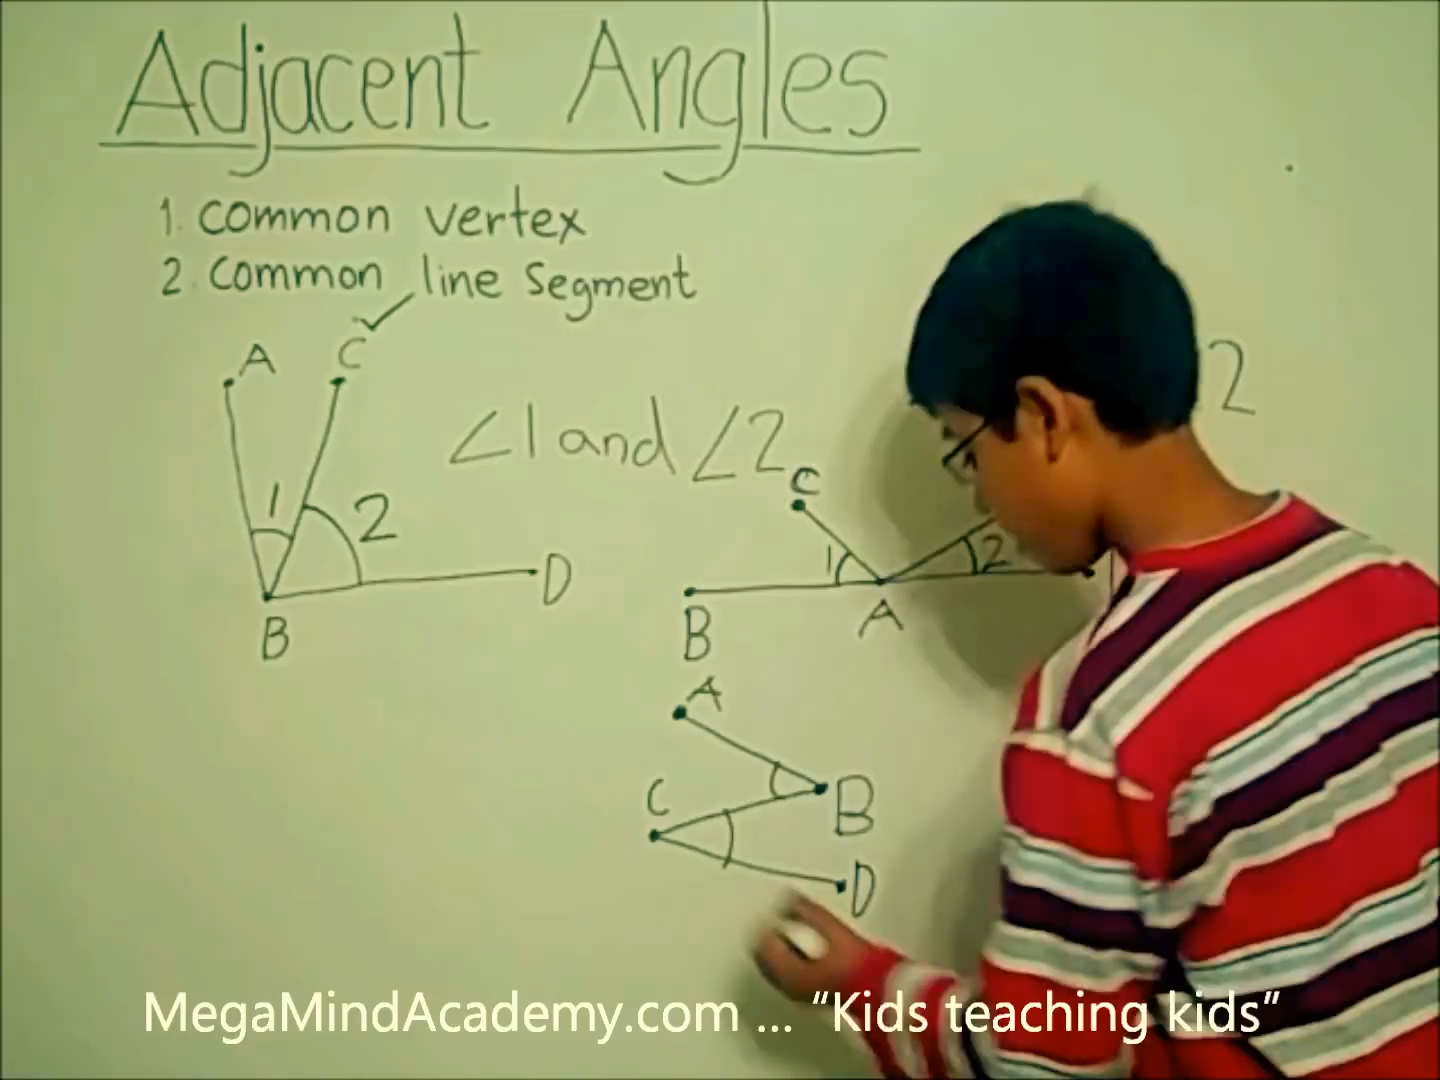 Adjacent Angles
1. common vertex
2. common line segment
A
C
1
2
B
D
∠1 and ∠2
2
C
1
2
B
A
A
C
B
D
MegaMindAcademy.com ... “Kids teaching kids”